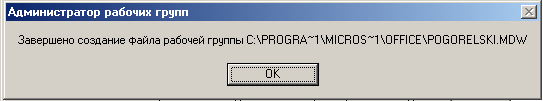 Администратор рабочих групп
Завершено создание файла рабочей группы C:\PROGRA~1\MICROS~1\OFFICE\POGORELSKI.MDW
OK